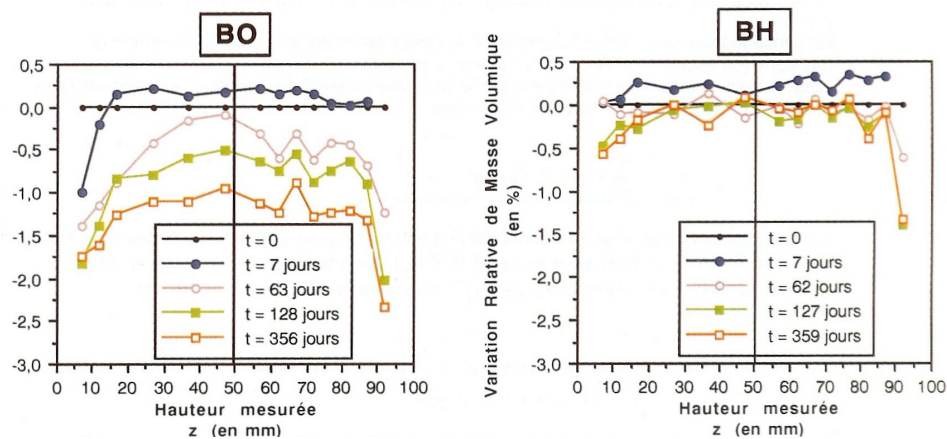 BO
0,5
0,0
-0,5
-1,0
-1,5
-2,0
-2,5
-3,0
t = 0
t = 7 jours
t = 63 jours
t = 128 jours
t = 356 jours
0 10 20 30 40 50 60 70 80 90 100
Hauteur mesurée
z (en mm)
BH
Variation Relative de Masse Volumique
(en %)
0,5
0,0
-0,5
-1,0
-1,5
-2,0
-2,5
-3,0
t = 0
t = 7 jours
t = 62 jours
t = 127 jours
t = 359 jours
0 10 20 30 40 50 60 70 80 90 100
Hauteur mesurée
z (en mm)